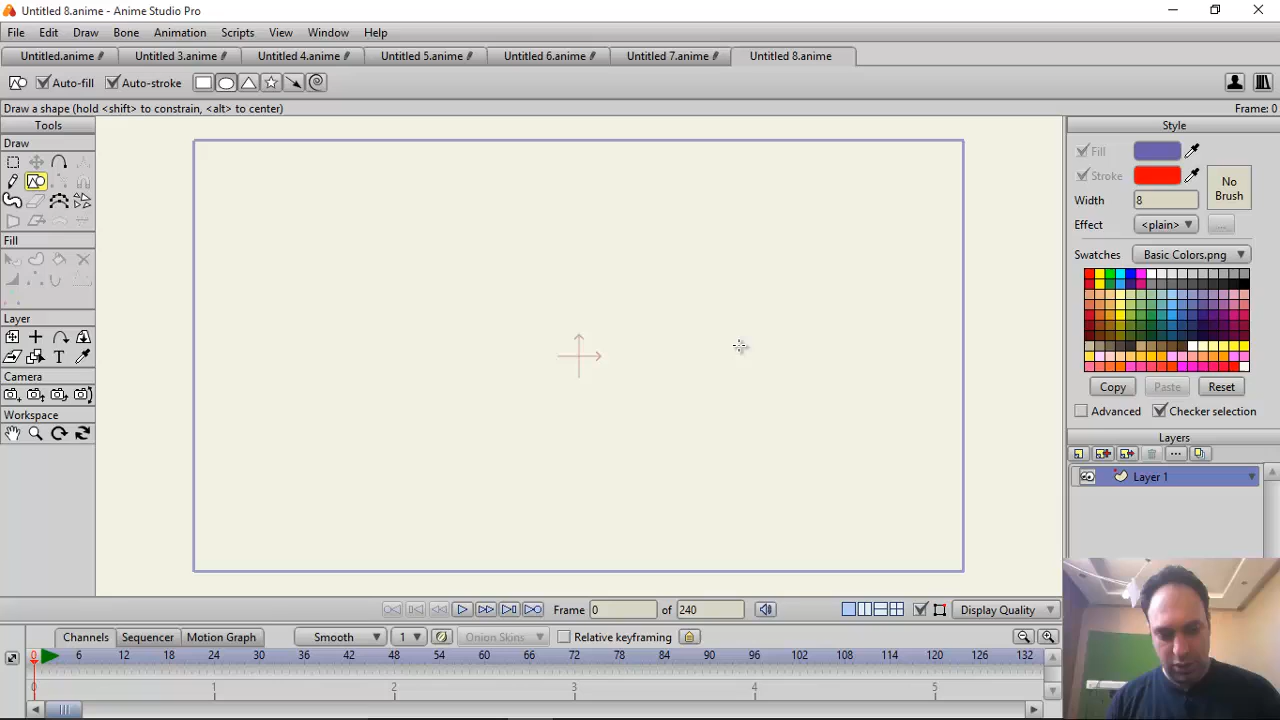 Untitled 8.anime - Anime Studio Pro
File Edit Draw Bone Animation Scripts View Window Help
Untitled.anime Untitled 3.anime Untitled 4.anime Untitled 5.anime Untitled 6.anime Untitled 7.anime Untitled 8.anime
Auto-fill Auto-stroke
Draw a shape (hold <shift> to constrain, <alt> to center) Frame: 0
Tools Style
Draw
Fill
Stroke
No Brush
Width 8
Effect <plain> ...
Fill
Swatches Basic Colors.png
Layer
Camera
Copy Paste Reset
Workspace
Advanced Checker selection
Layers
Layer 1
Frame 0 of 240 Display Quality
Channels Sequencer Motion Graph Smooth 1 Onion Skins Relative keyframing
0 6 12 18 24 30 36 42 48 54 60 66 72 78 84 90 96 102 108 114 120 126 132
0 1 2 3 4 5